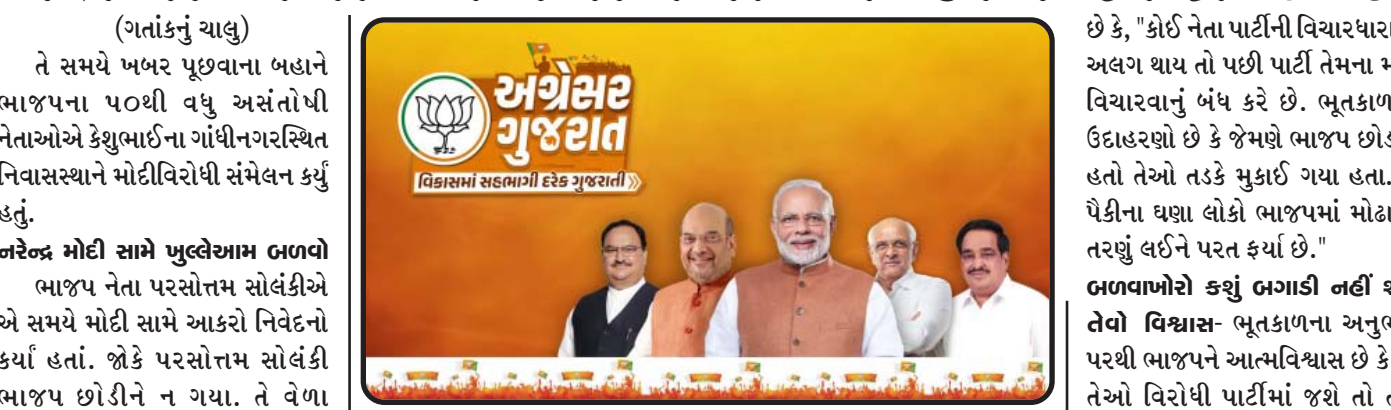 (ગતાંકનું ચાલુ)
તે સમયે ખબર પૂછવાના બહાને
ભાજપના ૫૦થી વધુ અસંતોષી
નેતાઓએ કેશુભાઈના ગાંધીનગરસ્થિત
નિવાસસ્થાને મોદીવિરોધી સંમેલન કર્યું
હતું.
નરેન્દ્ર મોદી સામે ખુલ્લેઆમ બળવો
ભાજપ નેતા પરસોત્તમ સોલંકીએ
એ સમયે મોદી સામે આકરો નિવેદનો
કર્યાં હતાં. જોકે પરસોત્તમ સોલંકી
ભાજપ છોડીને ન ગયા. તે વેળા
અગ્રેસર
ગુજરાત
વિકાસમાં સહભાગી દરેક ગુજરાતી
છે કે, "કોઈ નેતા પાર્ટીની વિચારધારા
અલગ થાય તો પછી પાર્ટી તેમના
વિચારવાનું બંધ કરે છે. ભૂતકાળ
ઉદાહરણો છે કે જેમણે ભાજપ
હતો તેઓ તડકે મુકાઈ ગયા હતા.
પૈકીના ઘણા લોકો ભાજપમાં મોઢા
તરણું લઈને પરત ફર્યા છે."
બળવાખોરો કશું બગાડી નહીં
તેવો વિશ્વાસ- ભૂતકાળના
પરથી ભાજપને આત્મવિશ્વાસ છે કે
તેઓ વિરોધી પાર્ટીમાં જશે તો